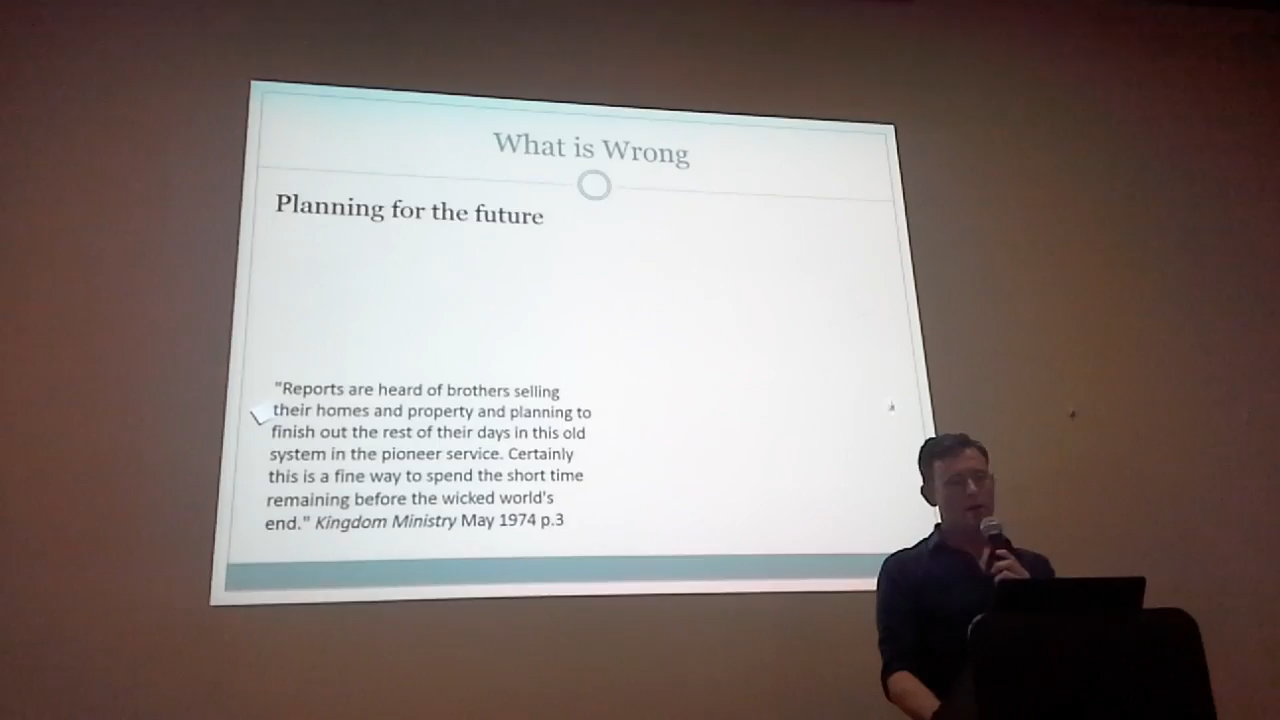 What is Wrong
Planning for the future
"Reports are heard of brothers selling
their homes and property and planning to
finish out the rest of their days in this old
system in the pioneer service. Certainly
this is a fine way to spend the short time
remaining before the wicked world's
end." Kingdom Ministry May 1974 p.3